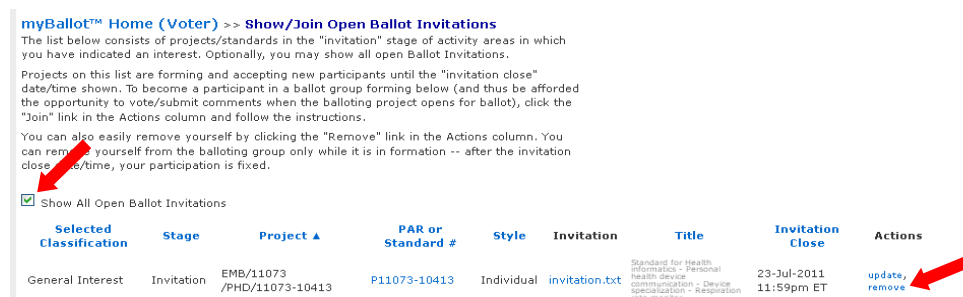 myBallot™ Home (Voter) >> Show/Join Open Ballot Invitations
The list below consists of projects/standards in the "invitation" stage of activity areas in which
you have indicated an interest. Optionally, you may show all open Ballot Invitations.
Projects on this list are forming and accepting new participants until the "invitation close"
date/time shown. To become a participant in a ballot group forming below (and thus be afforded
the opportunity to vote/submit comments when the balloting project opens for ballot), click the
"Join" link in the Actions column and follow the instructions.
You can also easily remove yourself by clicking the "Remove" link in the Actions column. You
can remove yourself from the balloting group only while it is in formation -- after the invitation
close date/time, your participation is fixed.
Show All Open Ballot Invitations
Selected Classification Stage Project ▲ PAR or Standard # Style Invitation Title Invitation Close Actions
General Interest Invitation EMB/11073 /PHD/11073-10413 P11073-10413 Individual invitation.txt
Standard for Health
informatics - Personal
health device
communication - Device
specialization - Respiration
rate monitor
23-Jul-2011
11:59pm ET
update,
remove